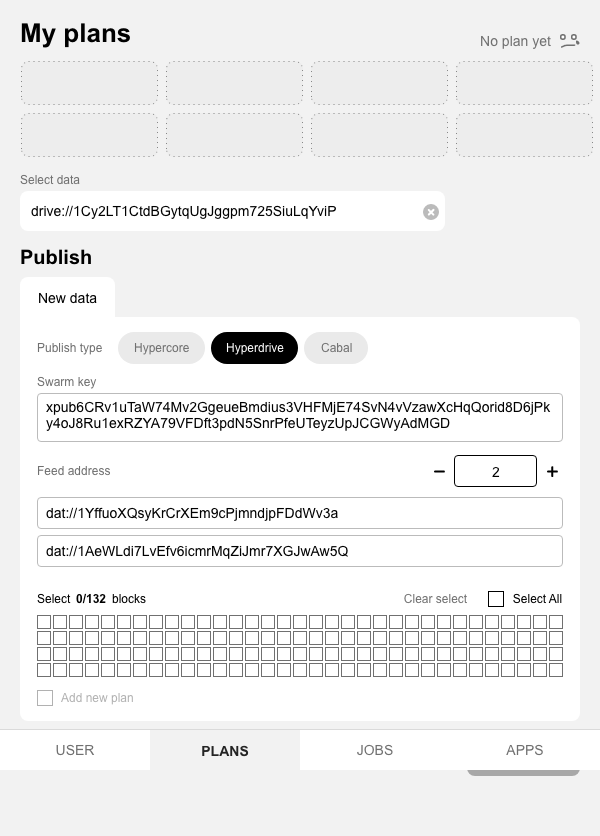 My plans
No plan yet
Select data
drive://1Cy2LT1CtdBGytqUgJggpm725SiuLqYviP
Publish
New data
Publish type Hypercore Hyperdrive Cabal
Swarm key
xpub6CRv1uTaW74Mv2GgeueBmdius3VHFMjE74SvN4vVzawXcHqQorid8D6jPk
y4oJ8Ru1exRZYA79VFDft3pdN5SnrPfeUTeyzUpJCGWyAdMGD
Feed address − 2 +
dat://1YffuoXQsyKrCrXEm9cPjmndjpFDdWv3a
dat://1AeWLdi7LvEfv6icmrMqZiJmr7XGJwAw5Q
Select 0/132 blocks Clear select Select All
Add new plan
USER PLANS JOBS APPS